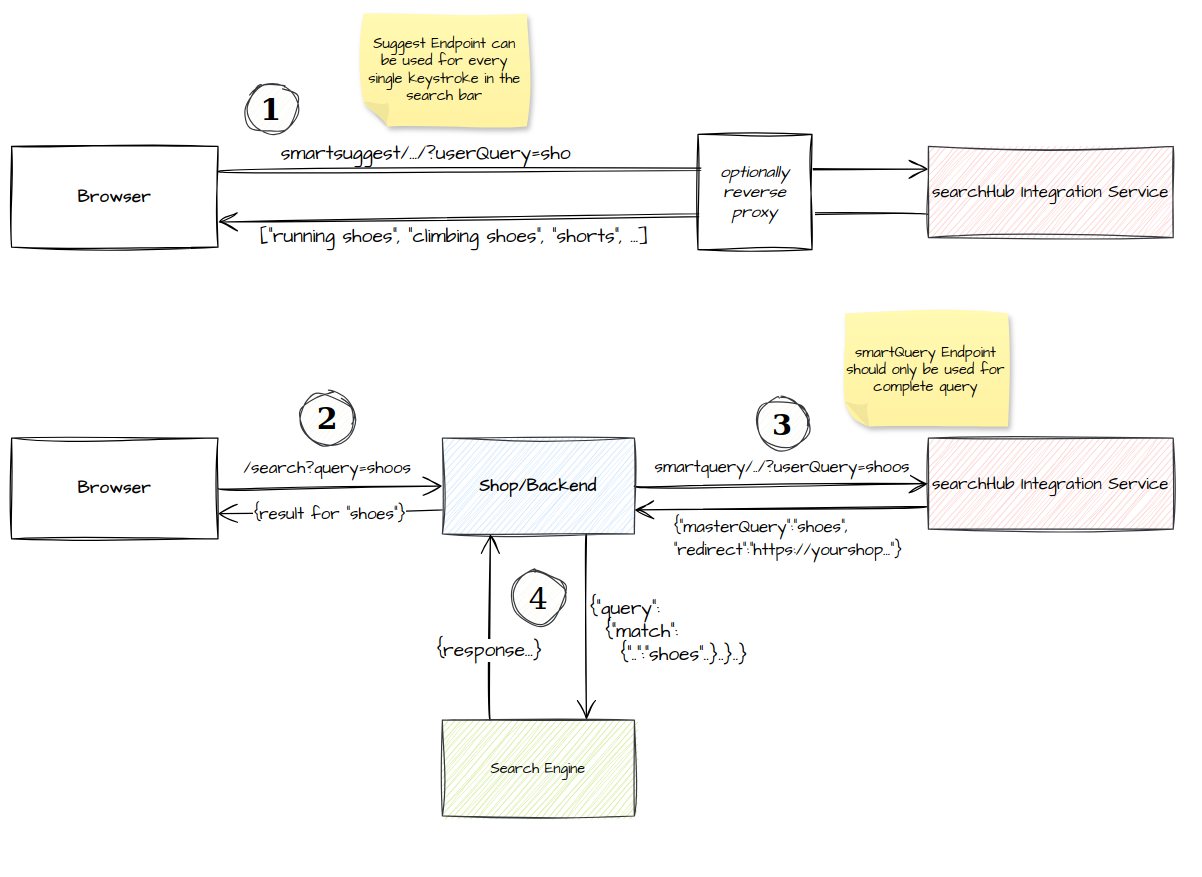 Suggest Endpoint can
be used for every
single keystroke in the
search bar
1
smartsuggest/.../?userQuery=sho
Browser
optionally
reverse
proxy
searchHub Integration Service
["running shoes", "climbing shoes", "shorts", ...]
smartQuery Endpoint
should only be used for
complete query
2
3
/search?query=shoos
smartquery/../?userQuery=shoos
Browser
Shop/Backend
searchHub Integration Service
{result for "shoes"}
{"masterQuery":"shoes",
"redirect":"https://yourshop..."}
4
{"query":
{"match":
{"..":"shoes"..}..}..}
{response...}
Search Engine